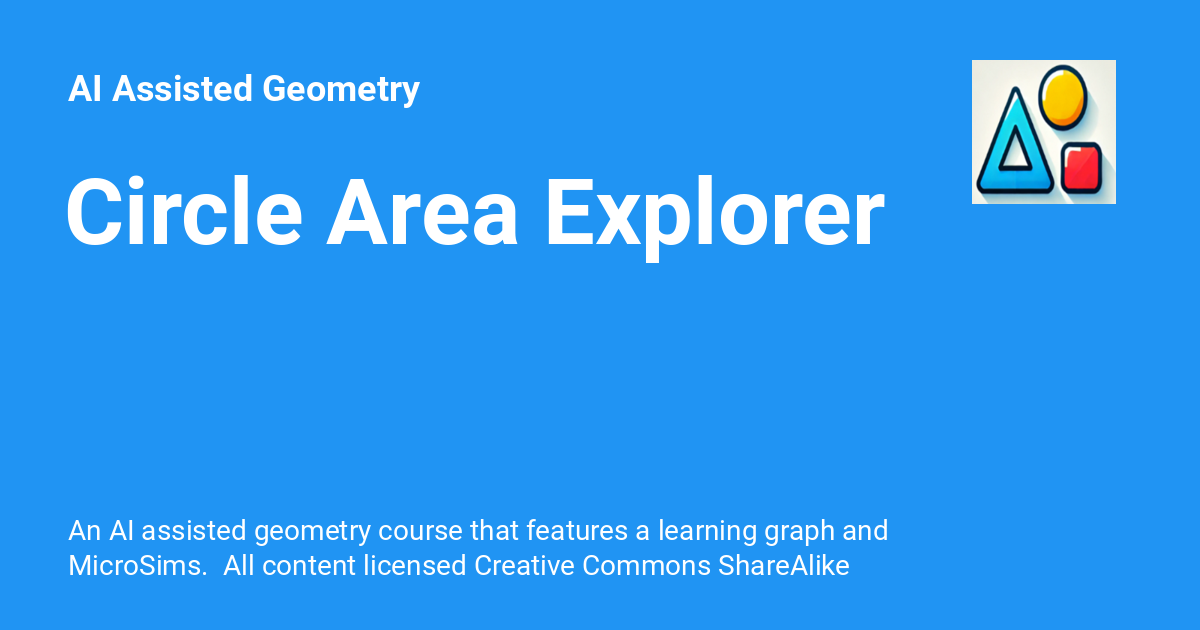 AI Assisted Geometry
Circle Area Explorer
An AI assisted geometry course that features a learning graph and
MicroSims.  All content licensed Creative Commons ShareAlike